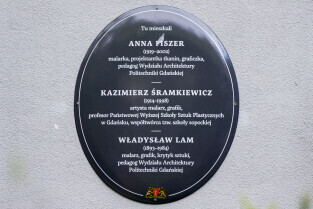 Tu mieszkali
ANNA FISZER
(1919-2002)
malarka, projektantka tkanin, graficzka,
pedagog Wydziału Architektury
Politechniki Gdańskiej
KAZIMIERZ ŚRAMKIEWICZ
(1914-1998)
artysta malarz, grafik,
profesor Państwowej Wyższej Szkoły Sztuk Plastycznych
w Gdańsku, współtwórca tzw. szkoły sopockiej
WŁADYSŁAW LAM
(1893-1984)
malarz, grafik, krytyk sztuki,
pedagog Wydziału Architektury
Politechniki Gdańskiej